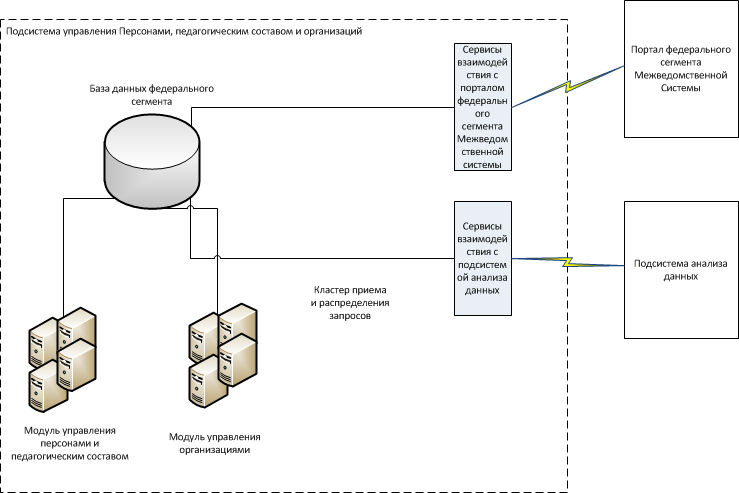 Подсистема управления Персонами, педагогическим составом и организаций
База данных федерального
сегмента
Сервисы
взаимодей
ствия с
порталом
федераль
ного
сегмента
Межведом
ственной
системы
Портал федерального
сегмента
Межведомственной
Системы
Сервисы
взаимодей
ствия с
подсистем
ой анализа
данных
Подсистема анализа
данных
Кластер приема
и распределения
запросов
Модуль управления
персонами и
педагогическим составом
Модуль управления
организациями